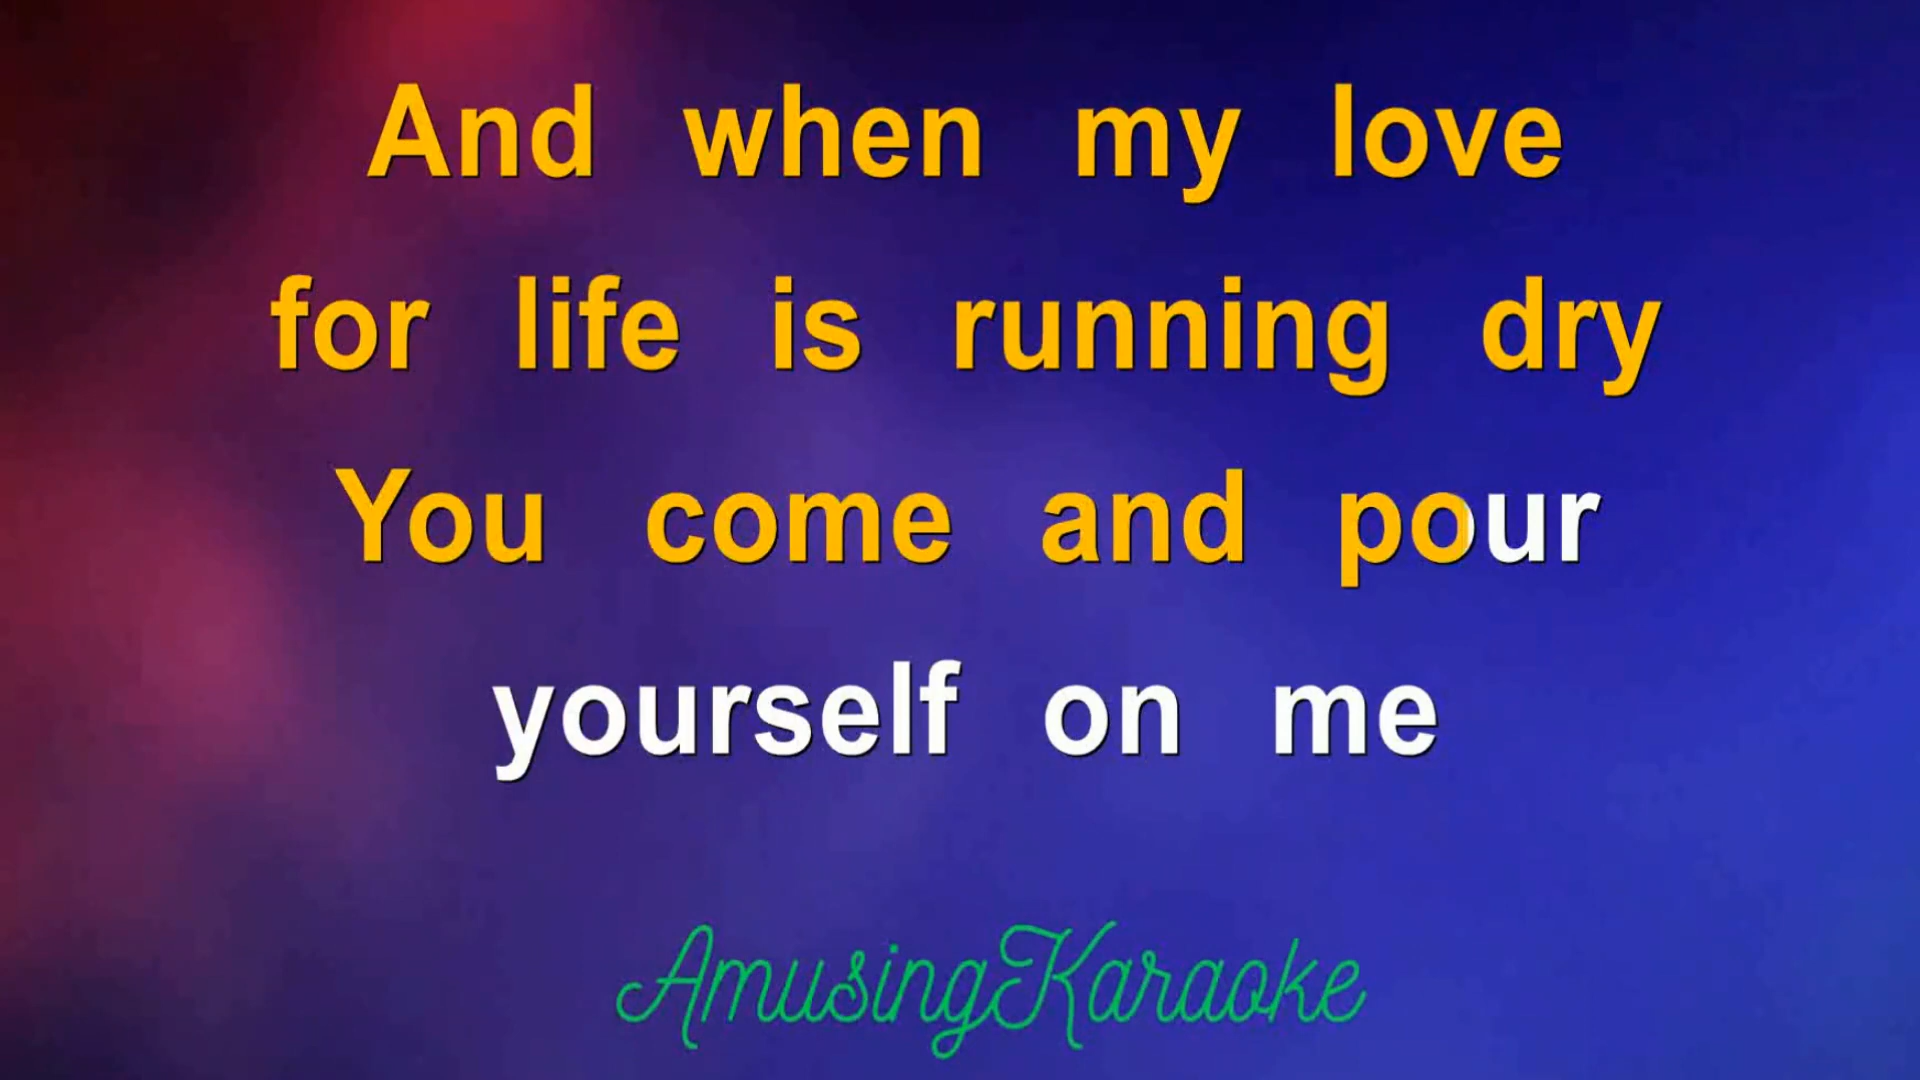 And when my love
for life is running dry
You come and pour
yourself on me
AmusingKaraoke